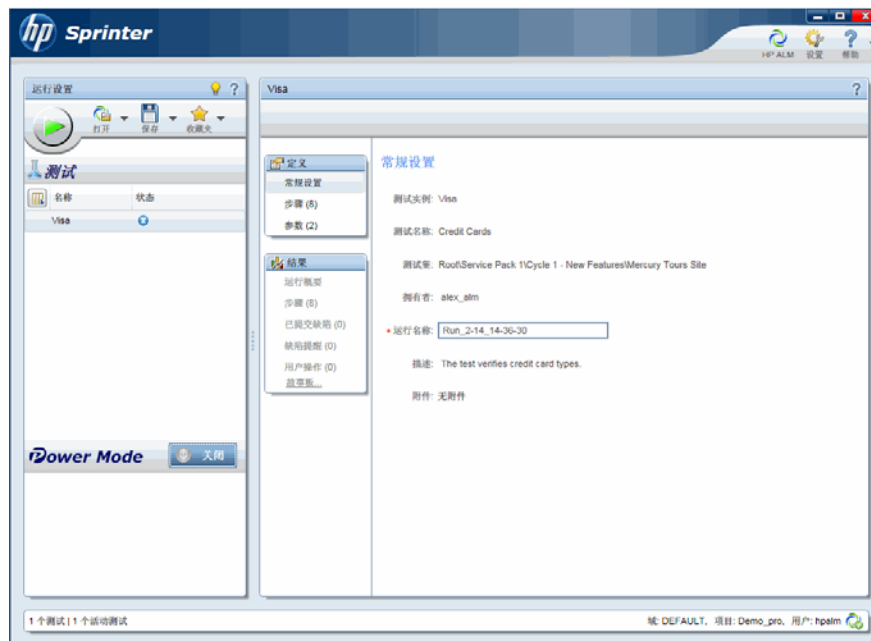 hp Sprinter
HP ALM 设置 帮助
运行设置
打开 保存 收藏夹
测试
名称 状态
Visa
Power Mode 关闭
Visa
定义
常规设置
步骤 (8)
参数 (2)
结果
运行概要
步骤 (8)
已提交缺陷 (0)
缺陷提醒 (0)
用户操作 (0)
故事板...
常规设置
测试实例: Visa
测试名称: Credit Cards
测试集: Root\Service Pack 1\Cycle 1 - New Features\Mercury Tours Site
拥有者: alex_alm
*运行名称: Run_2-14_14-36-30
描述: The test verifies credit card types.
附件: 无附件
1 个测试 | 1 个活动测试
域: DEFAULT, 项目: Demo_pro, 用户: hpalm